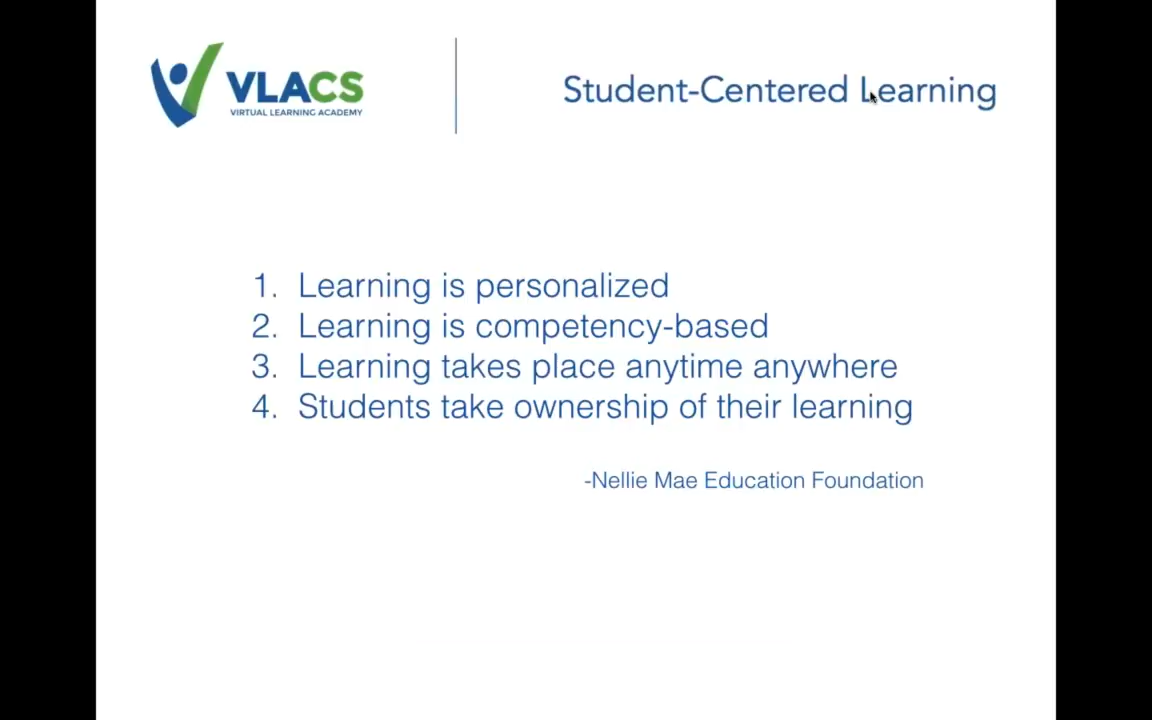 VLACS
VIRTUAL LEARNING ACADEMY
Student-Centered Learning
1. Learning is personalized
2. Learning is competency-based
3. Learning takes place anytime anywhere
4. Students take ownership of their learning
-Nellie Mae Education Foundation